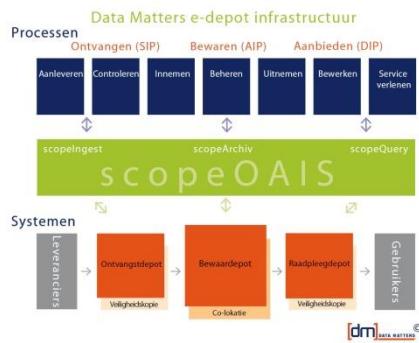 Data Matters e-depot infrastructuur
Processen
Ontvangen (SIP) Bewaren (AIP) Aanbieden (DIP)
Aanleveren Controleren Innemen Beheren Uitnemen Bewerken Service verlenen
scopeIngest scopeArchiv scopeQuery
scopeOAIS
Systemen
Leveranciers
Ontvangstdepot
Veiligheidskopie
Bewaardepot
Co-lokatie
Raadpleegdepot
Veiligheidskopie
Gebruikers
[dm] DATA MATTERS ©